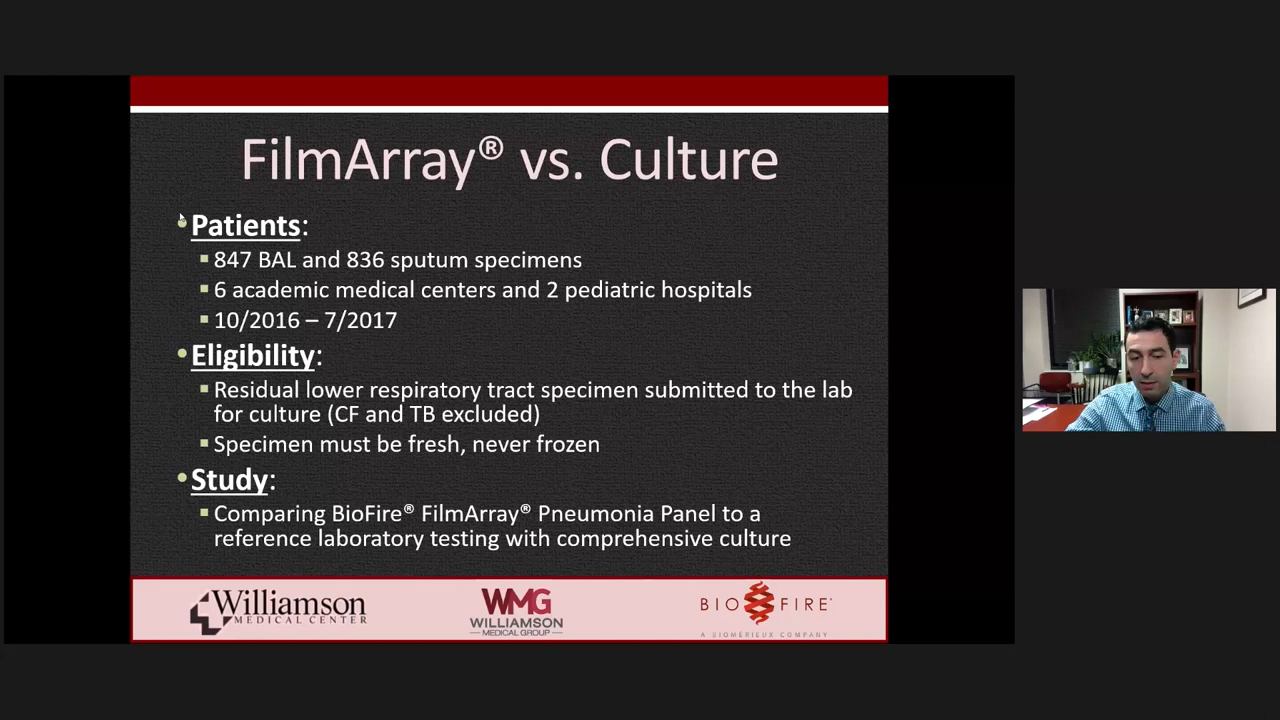 FilmArray® vs. Culture
Patients:
847 BAL and 836 sputum specimens
6 academic medical centers and 2 pediatric hospitals
10/2016 – 7/2017
Eligibility:
Residual lower respiratory tract specimen submitted to the lab
for culture (CF and TB excluded)
Specimen must be fresh, never frozen
Study:
Comparing BioFire® FilmArray® Pneumonia Panel to a
reference laboratory testing with comprehensive culture
Williamson
MEDICAL CENTER
WMG
WILLIAMSON
MEDICAL GROUP
BIO FIRE
A BIOMÉRIEUX COMPANY